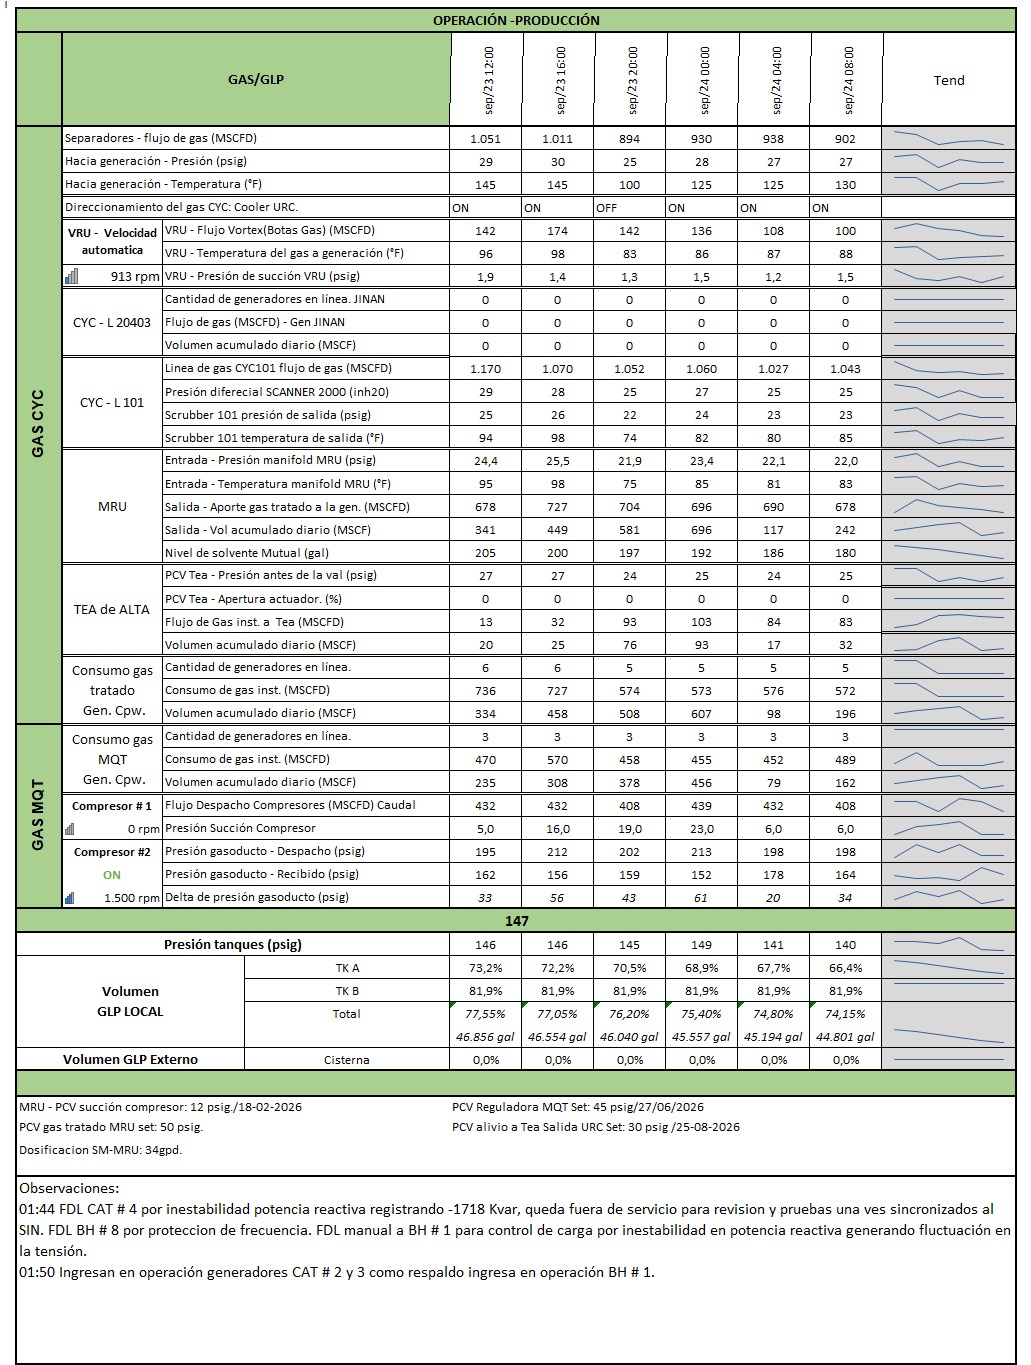 OPERACIÓN -PRODUCCIÓN
GAS/GLP sep/23 12:00 sep/23 16:00 sep/23 20:00 sep/24 00:00 sep/24 04:00 sep/24 08:00 Tend
GAS CYC
Separadores - flujo de gas (MSCFD) 1.051 1.011 894 930 938 902
Hacia generación - Presión (psig) 29 30 25 28 27 27
Hacia generación - Temperatura (°F) 145 145 100 125 125 130
Direccionamiento del gas CYC: Cooler URC. ON ON OFF ON ON ON
VRU - Velocidad automatica
VRU - Flujo Vortex(Botas Gas) (MSCFD) 142 174 142 136 108 100
VRU - Temperatura del gas a generación (°F) 96 98 83 86 87 88
913 rpm VRU - Presión de succión VRU (psig) 1,9 1,4 1,3 1,5 1,2 1,5
CYC - L 20403
Cantidad de generadores en línea. JINAN 0 0 0 0 0 0
Flujo de gas (MSCFD) - Gen JINAN 0 0 0 0 0 0
Volumen acumulado diario (MSCF) 0 0 0 0 0 0
CYC - L 101
Linea de gas CYC101 flujo de gas (MSCFD) 1.170 1.070 1.052 1.060 1.027 1.043
Presión diferecial SCANNER 2000 (inh20) 29 28 25 27 25 25
Scrubber 101 presión de salida (psig) 25 26 22 24 23 23
Scrubber 101 temperatura de salida (°F) 94 98 74 82 80 85
MRU
Entrada - Presión manifold MRU (psig) 24,4 25,5 21,9 23,4 22,1 22,0
Entrada - Temperatura manifold MRU (°F) 95 98 75 85 81 83
Salida - Aporte gas tratado a la gen. (MSCFD) 678 727 704 696 690 678
Salida - Vol acumulado diario (MSCF) 341 449 581 696 117 242
Nivel de solvente Mutual (gal) 205 200 197 192 186 180
TEA de ALTA
PCV Tea - Presión antes de la val (psig) 27 27 24 25 24 25
PCV Tea - Apertura actuador. (%) 0 0 0 0 0 0
Flujo de Gas inst. a Tea (MSCFD) 13 32 93 103 84 83
Volumen acumulado diario (MSCF) 20 25 76 93 17 32
Consumo gas tratado Gen. Cpw.
Cantidad de generadores en línea. 6 6 5 5 5 5
Consumo de gas inst. (MSCFD) 736 727 574 573 576 572
Volumen acumulado diario (MSCF) 334 458 508 607 98 196
GAS MQT
Consumo gas MQT Gen. Cpw.
Cantidad de generadores en línea. 3 3 3 3 3 3
Consumo de gas inst. (MSCFD) 470 570 458 455 452 489
Volumen acumulado diario (MSCF) 235 308 378 456 79 162
Compresor # 1 Flujo Despacho Compresores (MSCFD) Caudal 432 432 408 439 432 408
0 rpm Presión Succión Compresor 5,0 16,0 19,0 23,0 6,0 6,0
Compresor #2 Presión gasoducto - Despacho (psig) 195 212 202 213 198 198
ON Presión gasoducto - Recibido (psig) 162 156 159 152 178 164
1.500 rpm Delta de presión gasoducto (psig) 33 56 43 61 20 34
147
Presión tanques (psig) 146 146 145 149 141 140
Volumen GLP LOCAL
TK A 73,2% 72,2% 70,5% 68,9% 67,7% 66,4%
TK B 81,9% 81,9% 81,9% 81,9% 81,9% 81,9%
Total 77,55% 77,05% 76,20% 75,40% 74,80% 74,15%
46.856 gal 46.554 gal 46.040 gal 45.557 gal 45.194 gal 44.801 gal
Volumen GLP Externo Cisterna 0,0% 0,0% 0,0% 0,0% 0,0% 0,0%
MRU - PCV succión compresor: 12 psig./18-02-2026 PCV Reguladora MQT Set: 45 psig/27/06/2026
PCV gas tratado MRU set: 50 psig. PCV alivio a Tea Salida URC Set: 30 psig /25-08-2026
Dosificacion SM-MRU: 34gpd.
Observaciones:
01:44 FDL CAT # 4 por inestabilidad potencia reactiva registrando -1718 Kvar, queda fuera de servicio para revision y pruebas una ves sincronizados al
SIN. FDL BH # 8 por proteccion de frecuencia. FDL manual a BH # 1 para control de carga por inestabilidad en potencia reactiva generando fluctuación en
la tensión.
01:50 Ingresan en operación generadores CAT # 2 y 3 como respaldo ingresa en operación BH # 1.